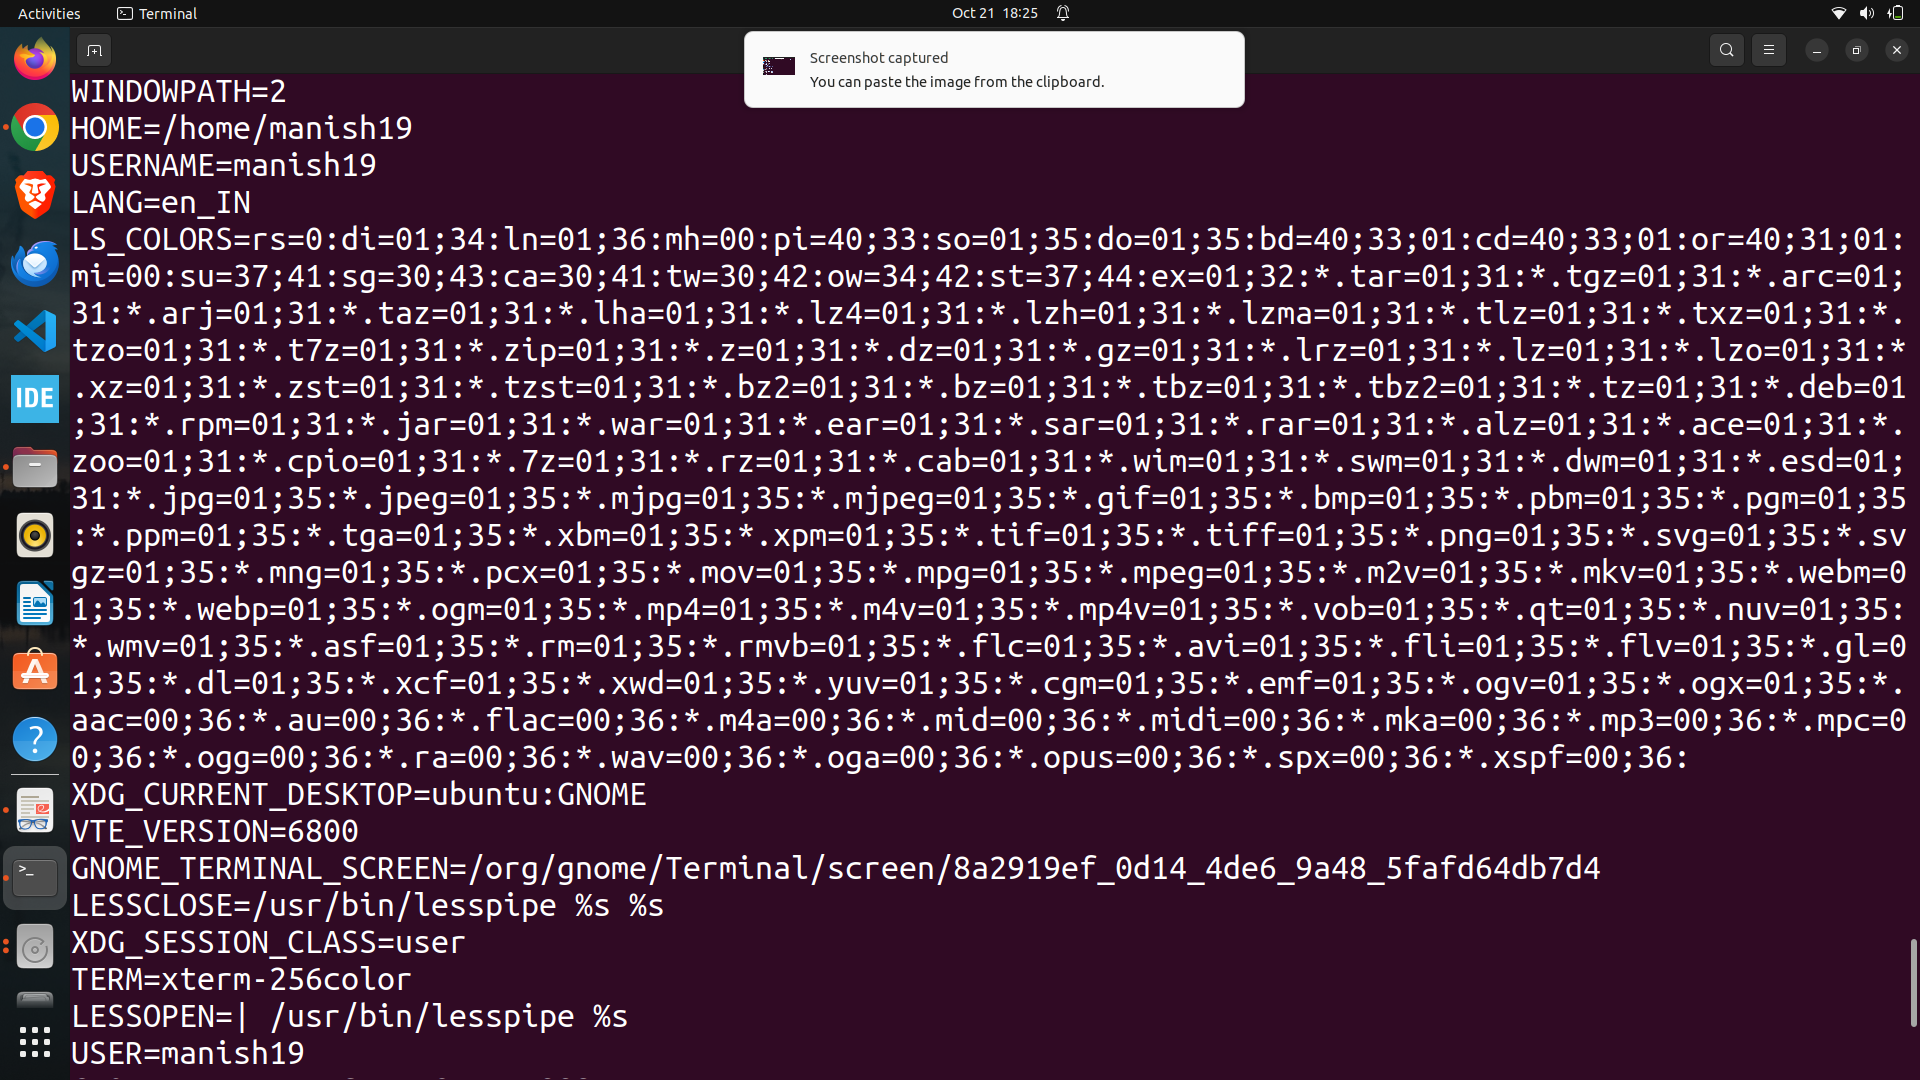 Activities
Terminal
Oct 21 18:25
Screenshot captured
You can paste the image from the clipboard.
WINDOWPATH=2
HOME=/home/manish19
USERNAME=manish19
LANG=en_IN
LS_COLORS=rs=0:di=01;34:ln=01;36:mh=00:pi=40;33:so=01;35:do=01;35:bd=40;33;01:cd=40;33;01:or=40;31;01:
mi=00:su=37;41:sg=30;43:ca=30;41:tw=30;42:ow=34;42:st=37;44:ex=01;32:*.tar=01;31:*.tgz=01;31:*.arc=01;
31:*.arj=01;31:*.taz=01;31:*.lha=01;31:*.lz4=01;31:*.lzh=01;31:*.lzma=01;31:*.tlz=01;31:*.txz=01;31:*.
tzo=01;31:*.t7z=01;31:*.zip=01;31:*.z=01;31:*.dz=01;31:*.gz=01;31:*.lrz=01;31:*.lz=01;31:*.lzo=01;31:*
.xz=01;31:*.zst=01;31:*.tzst=01;31:*.bz2=01;31:*.bz=01;31:*.tbz=01;31:*.tbz2=01;31:*.tz=01;31:*.deb=01
;31:*.rpm=01;31:*.jar=01;31:*.war=01;31:*.ear=01;31:*.sar=01;31:*.rar=01;31:*.alz=01;31:*.ace=01;31:*.
zoo=01;31:*.cpio=01;31:*.7z=01;31:*.rz=01;31:*.cab=01;31:*.wim=01;31:*.swm=01;31:*.dwm=01;31:*.esd=01;
31:*.jpg=01;35:*.jpeg=01;35:*.mjpg=01;35:*.mjpeg=01;35:*.gif=01;35:*.bmp=01;35:*.pbm=01;35:*.pgm=01;35
:*.ppm=01;35:*.tga=01;35:*.xbm=01;35:*.xpm=01;35:*.tif=01;35:*.tiff=01;35:*.png=01;35:*.svg=01;35:*.sv
gz=01;35:*.mng=01;35:*.pcx=01;35:*.mov=01;35:*.mpg=01;35:*.mpeg=01;35:*.m2v=01;35:*.mkv=01;35:*.webm=0
1;35:*.webp=01;35:*.ogm=01;35:*.mp4=01;35:*.m4v=01;35:*.mp4v=01;35:*.vob=01;35:*.qt=01;35:*.nuv=01;35:
*.wmv=01;35:*.asf=01;35:*.rm=01;35:*.rmvb=01;35:*.flc=01;35:*.avi=01;35:*.fli=01;35:*.flv=01;35:*.gl=0
1;35:*.dl=01;35:*.xcf=01;35:*.xwd=01;35:*.yuv=01;35:*.cgm=01;35:*.emf=01;35:*.ogv=01;35:*.ogx=01;35:*.
aac=00;36:*.au=00;36:*.flac=00;36:*.m4a=00;36:*.mid=00;36:*.midi=00;36:*.mka=00;36:*.mp3=00;36:*.mpc=0
0;36:*.ogg=00;36:*.ra=00;36:*.wav=00;36:*.oga=00;36:*.opus=00;36:*.spx=00;36:*.xspf=00;36:
XDG_CURRENT_DESKTOP=ubuntu:GNOME
VTE_VERSION=6800
GNOME_TERMINAL_SCREEN=/org/gnome/Terminal/screen/8a2919ef_0d14_4de6_9a48_5fafd64db7d4
LESSCLOSE=/usr/bin/lesspipe %s %s
XDG_SESSION_CLASS=user
TERM=xterm-256color
LESSOPEN=| /usr/bin/lesspipe %s
USER=manish19
IDE